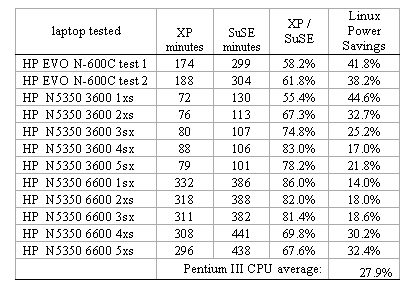 laptop tested XP minutes SuSE minutes XP / SuSE Linux Power Savings
HP EVO N-600C test 1 174 299 58.2% 41.8%
HP EVO N-600C test 2 188 304 61.8% 38.2%
HP N5350 3600 1xs 72 130 55.4% 44.6%
HP N5350 3600 2xs 76 113 67.3% 32.7%
HP N5350 3600 3sx 80 107 74.8% 25.2%
HP N5350 3600 4sx 88 106 83.0% 17.0%
HP N5350 3600 5sx 79 101 78.2% 21.8%
HP N5350 6600 1sx 332 386 86.0% 14.0%
HP N5350 6600 2xs 318 388 82.0% 18.0%
HP N5350 6600 3sx 311 382 81.4% 18.6%
HP N5350 6600 4xs 308 441 69.8% 30.2%
HP N5350 6600 5xs 296 438 67.6% 32.4%
Pentium III CPU average: 27.9%